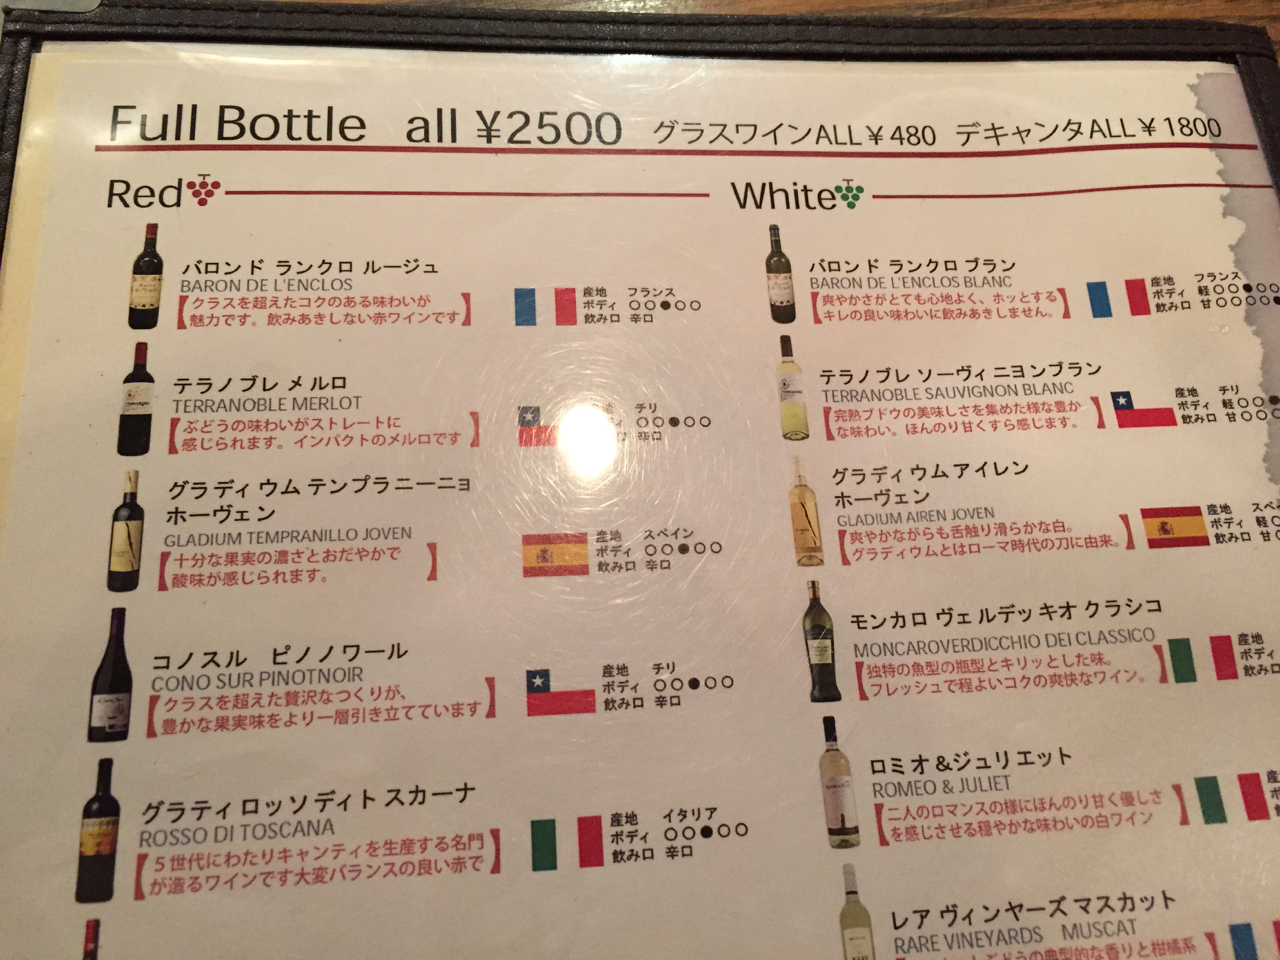 Full Bottle all ¥2500 グラスワインALL¥480 デキャンタALL¥1800
Red
バロンド ランクロ ルージュ
BARON DE L'ENCLOS
【クラスを超えたコクのある味わいが
魅力です。飲みあきしない赤ワインです】
産地 フランス
ボディ ○○●○○
飲み口 辛口
テラノブレ メルロ
TERRANOBLE MERLOT
【ぶどうの味わいがストレートに
感じられます。インパクトのメルロです】
チリ
ボディ ○○●○○
飲み口 辛口
グラディウム テンプラニーニョ
ホーヴェン
GLADIUM TEMPRANILLO JOVEN
【十分な果実の濃さとおだやかで
酸味が感じられます。】
産地 スペイン
ボディ ○○●○○
飲み口 辛口
コノスル ピノノワール
CONO SUR PINOTNOIR
【クラスを超えた贅沢なつくりが、
豊かな果実味をより一層引き立てています】
産地 チリ
ボディ ○○●○○
飲み口 辛口
グラティ ロッソ ディト スカーナ
ROSSO DI TOSCANA
【5世代にわたりキャンティを生産する名門
が造るワインです大変バランスの良い赤で】
産地 イタリア
ボディ ○○●○○
飲み口 辛口
White
バロンド ランクロ ブラン
BARON DE L'ENCLOS BLANC
【爽やかさがとても心地よく、ホッとする
キレの良い味わいに飲みあきしません。】
産地 フランス
ボディ 軽○○●
飲み口 甘○○○●
テラノブレ ソーヴィニヨンブラン
TERRANOBLE SAUVIGNON BLANC
【完熟ブドウの美味しさを集めた様な豊か
な味わい。ほんのり甘くすら感じます。】
産地 チリ
ボディ 軽○○●
飲み口 甘○○○
グラディウム アイレン
ホーヴェン
GLADIUM AIREN JOVEN
【爽やかながらも舌触り滑らかな白。
グラディウムとはローマ時代の刀に由来。】
産地
ボディ 軽○
飲み口 甘○
モンカロ ヴェルデッキオ クラシコ
MONCAROVERDICCHIO DEI CLASSICO
【独特の魚型の瓶型とキリッとした味。
フレッシュで程よいコクの爽快なワイン。】
産地
ボディ
飲み口
ロミオ&ジュリエット
ROMEO & JULIET
【二人のロマンスの様にほんのり甘く優しさ
を感じさせる穏やかな味わいの白ワイン】
レア ヴィンヤーズ マスカット
RARE VINEYARDS MUSCAT
ぶどうの典型的な香りと柑橘系